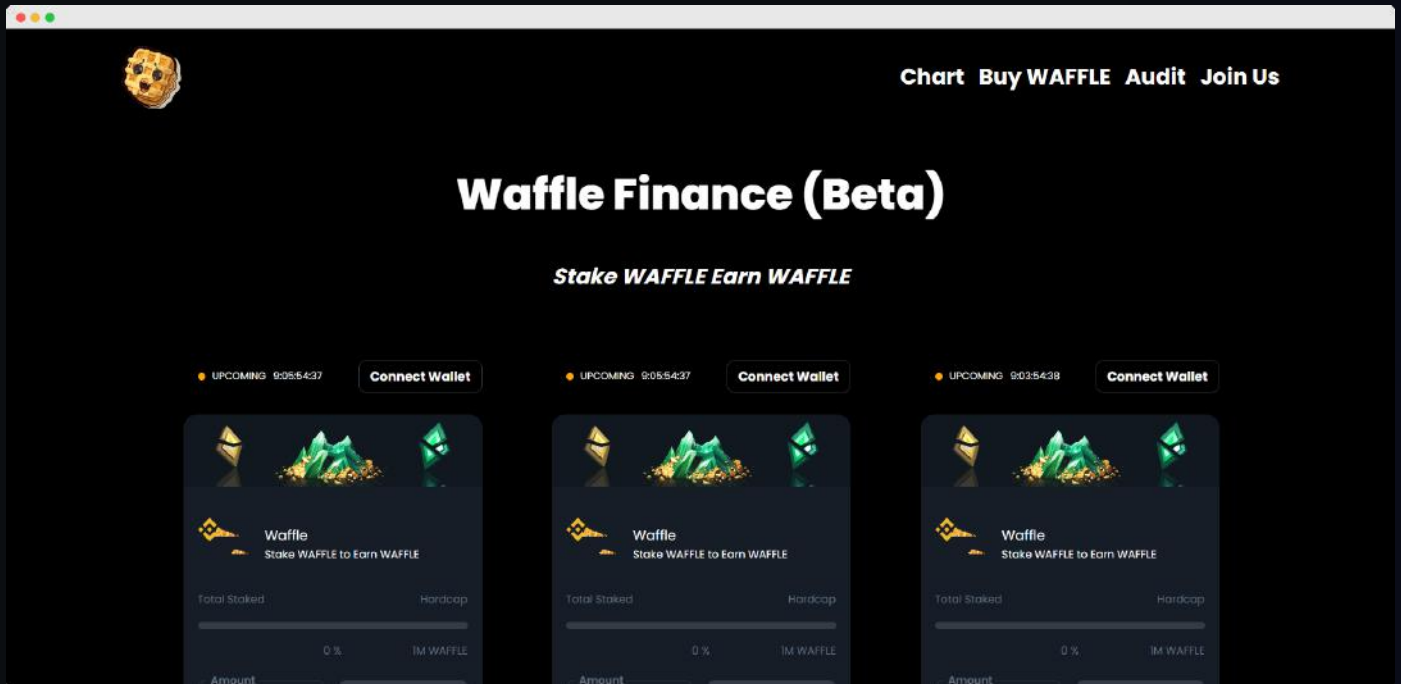 Chart Buy WAFFLE Audit Join Us
Waffle Finance (Beta)
Stake WAFFLE Earn WAFFLE
UPCOMING 9:05:54:37 Connect Wallet
UPCOMING 9:05:54:37 Connect Wallet
UPCOMING 9:03:54:38 Connect Wallet
Waffle
Stake WAFFLE to Earn WAFFLE
Waffle
Stake WAFFLE to Earn WAFFLE
Waffle
Stake WAFFLE to Earn WAFFLE
Total Staked Hardcap
Total Staked Hardcap
Total Staked Hardcap
0 % 1M WAFFLE
0 % 1M WAFFLE
0 % 1M WAFFLE
Amount
Amount
Amount